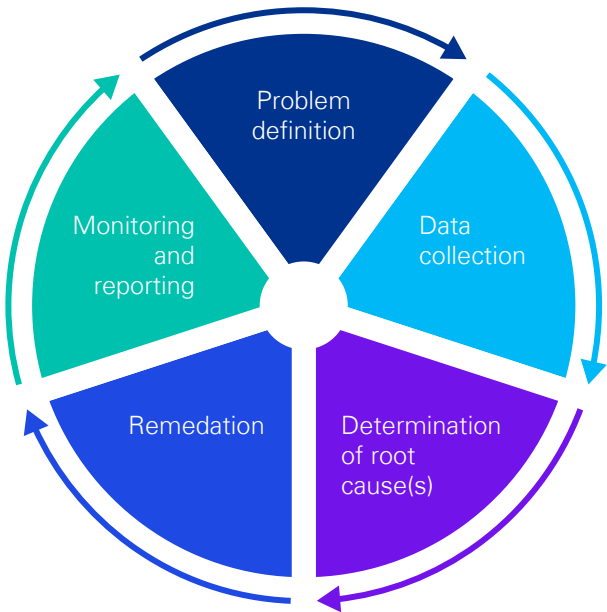 Problem
definition
Data
collection
Determination
of root
cause(s)
Remedation
Monitoring
and
reporting